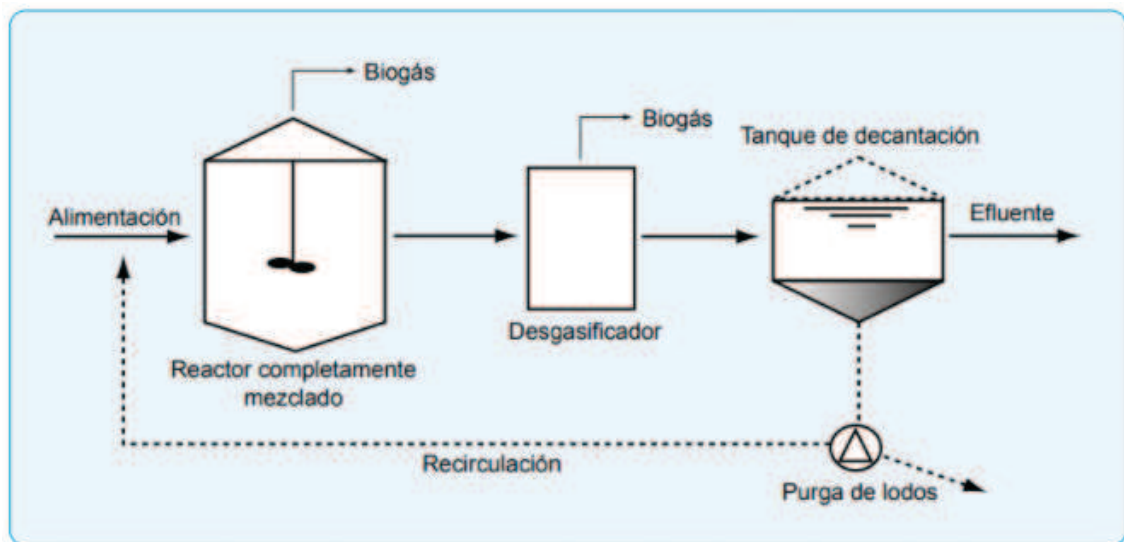 Biogás
Biogás
Tanque de decantación
Alimentación
Efluente
Desgasificador
Reactor completamente
mezclado
Recirculación
Purga de lodos